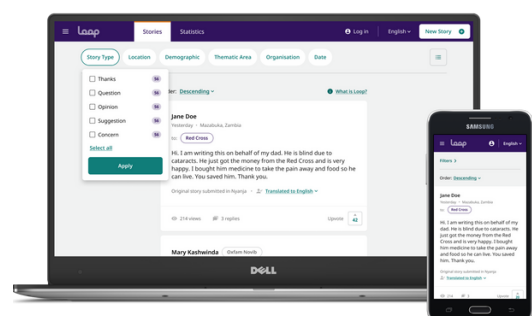 Loop
Stories
Statistics
Log in
English
New Story
Story Type
Location
Demographic
Thematic Area
Organisation
Date
Thanks
Question
Opinion
Suggestion
Concern
Select all
Apply
der: Descending
What is Loop?
Jane Doe
Yesterday • Mazabuka, Zambia
to: Red Cross
Hi. I am writing this on behalf of my dad. He is blind due to
cataracts. He just got the money from the Red Cross and is very
happy. I bought him medicine to take the pain away and food so he
can live. You saved him. Thank you.
Original story submitted in Nyanja • Translated to English
214 views
3 replies
Upvote
42
Mary Kashwinda
Oxfam Novib
DELL
SAMSUNG
Loop
English
Filters
Order: Descending
Jane Doe
Yesterday • Mazabuka, Zambia
to: Red Cross
Hi. I am writing this on behalf of my
dad. He is blind due to cataracts. He
just got the money from the Red
Cross and is very happy. I bought
him medicine to take the pain
away and food so he can live. You saved
him. Thank you.
Original story submitted in Nyanja
Translated to English
214
3
Upvote